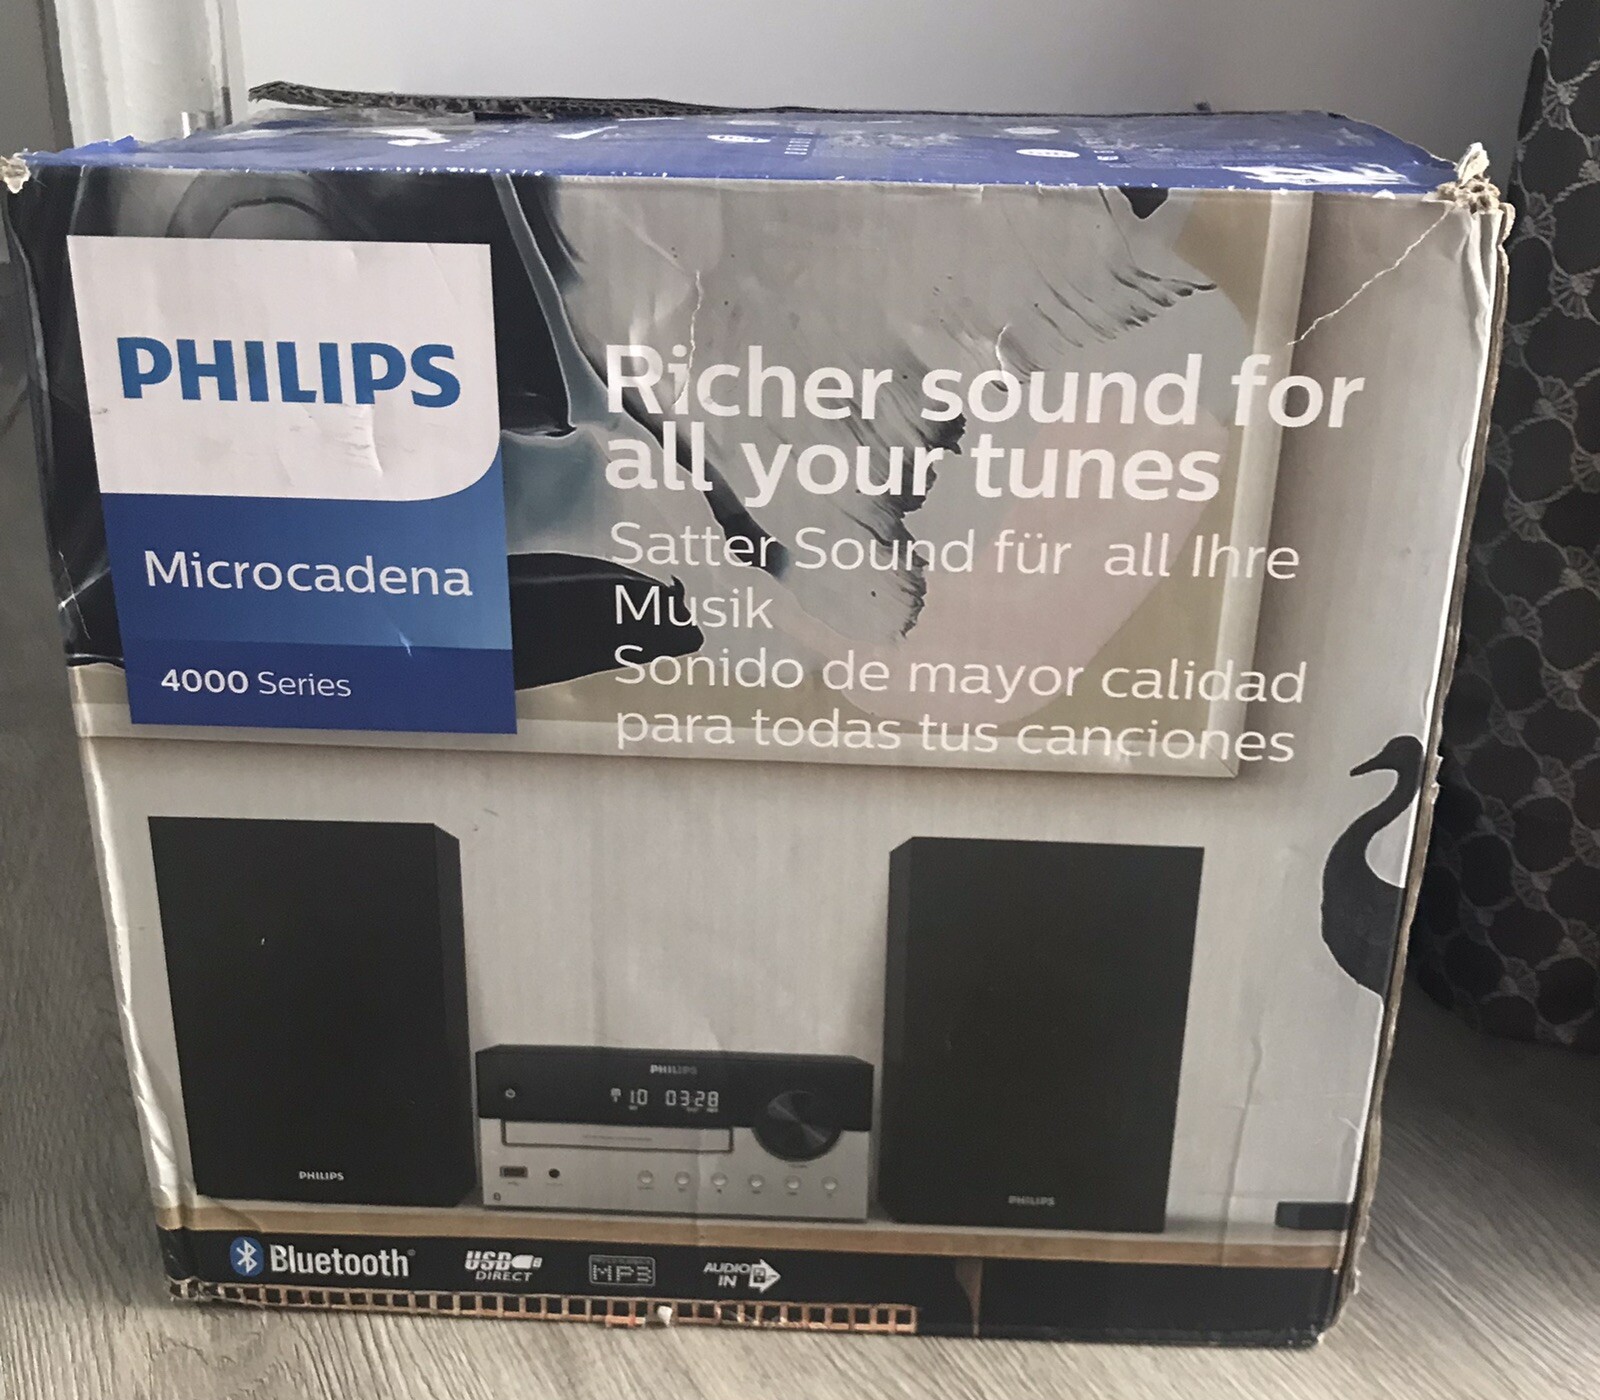 PHILIPS
Microcadena
4000 Series
Richer sound for
all your tunes
Satter Sound für all Ihre
Musik
Sonido de mayor calidad
para todas tus canciones
PHILIPS
10 03:28
PHILIPS
PHILIPS
Bluetooth®
USB DIRECT
MP3
AUDIO IN